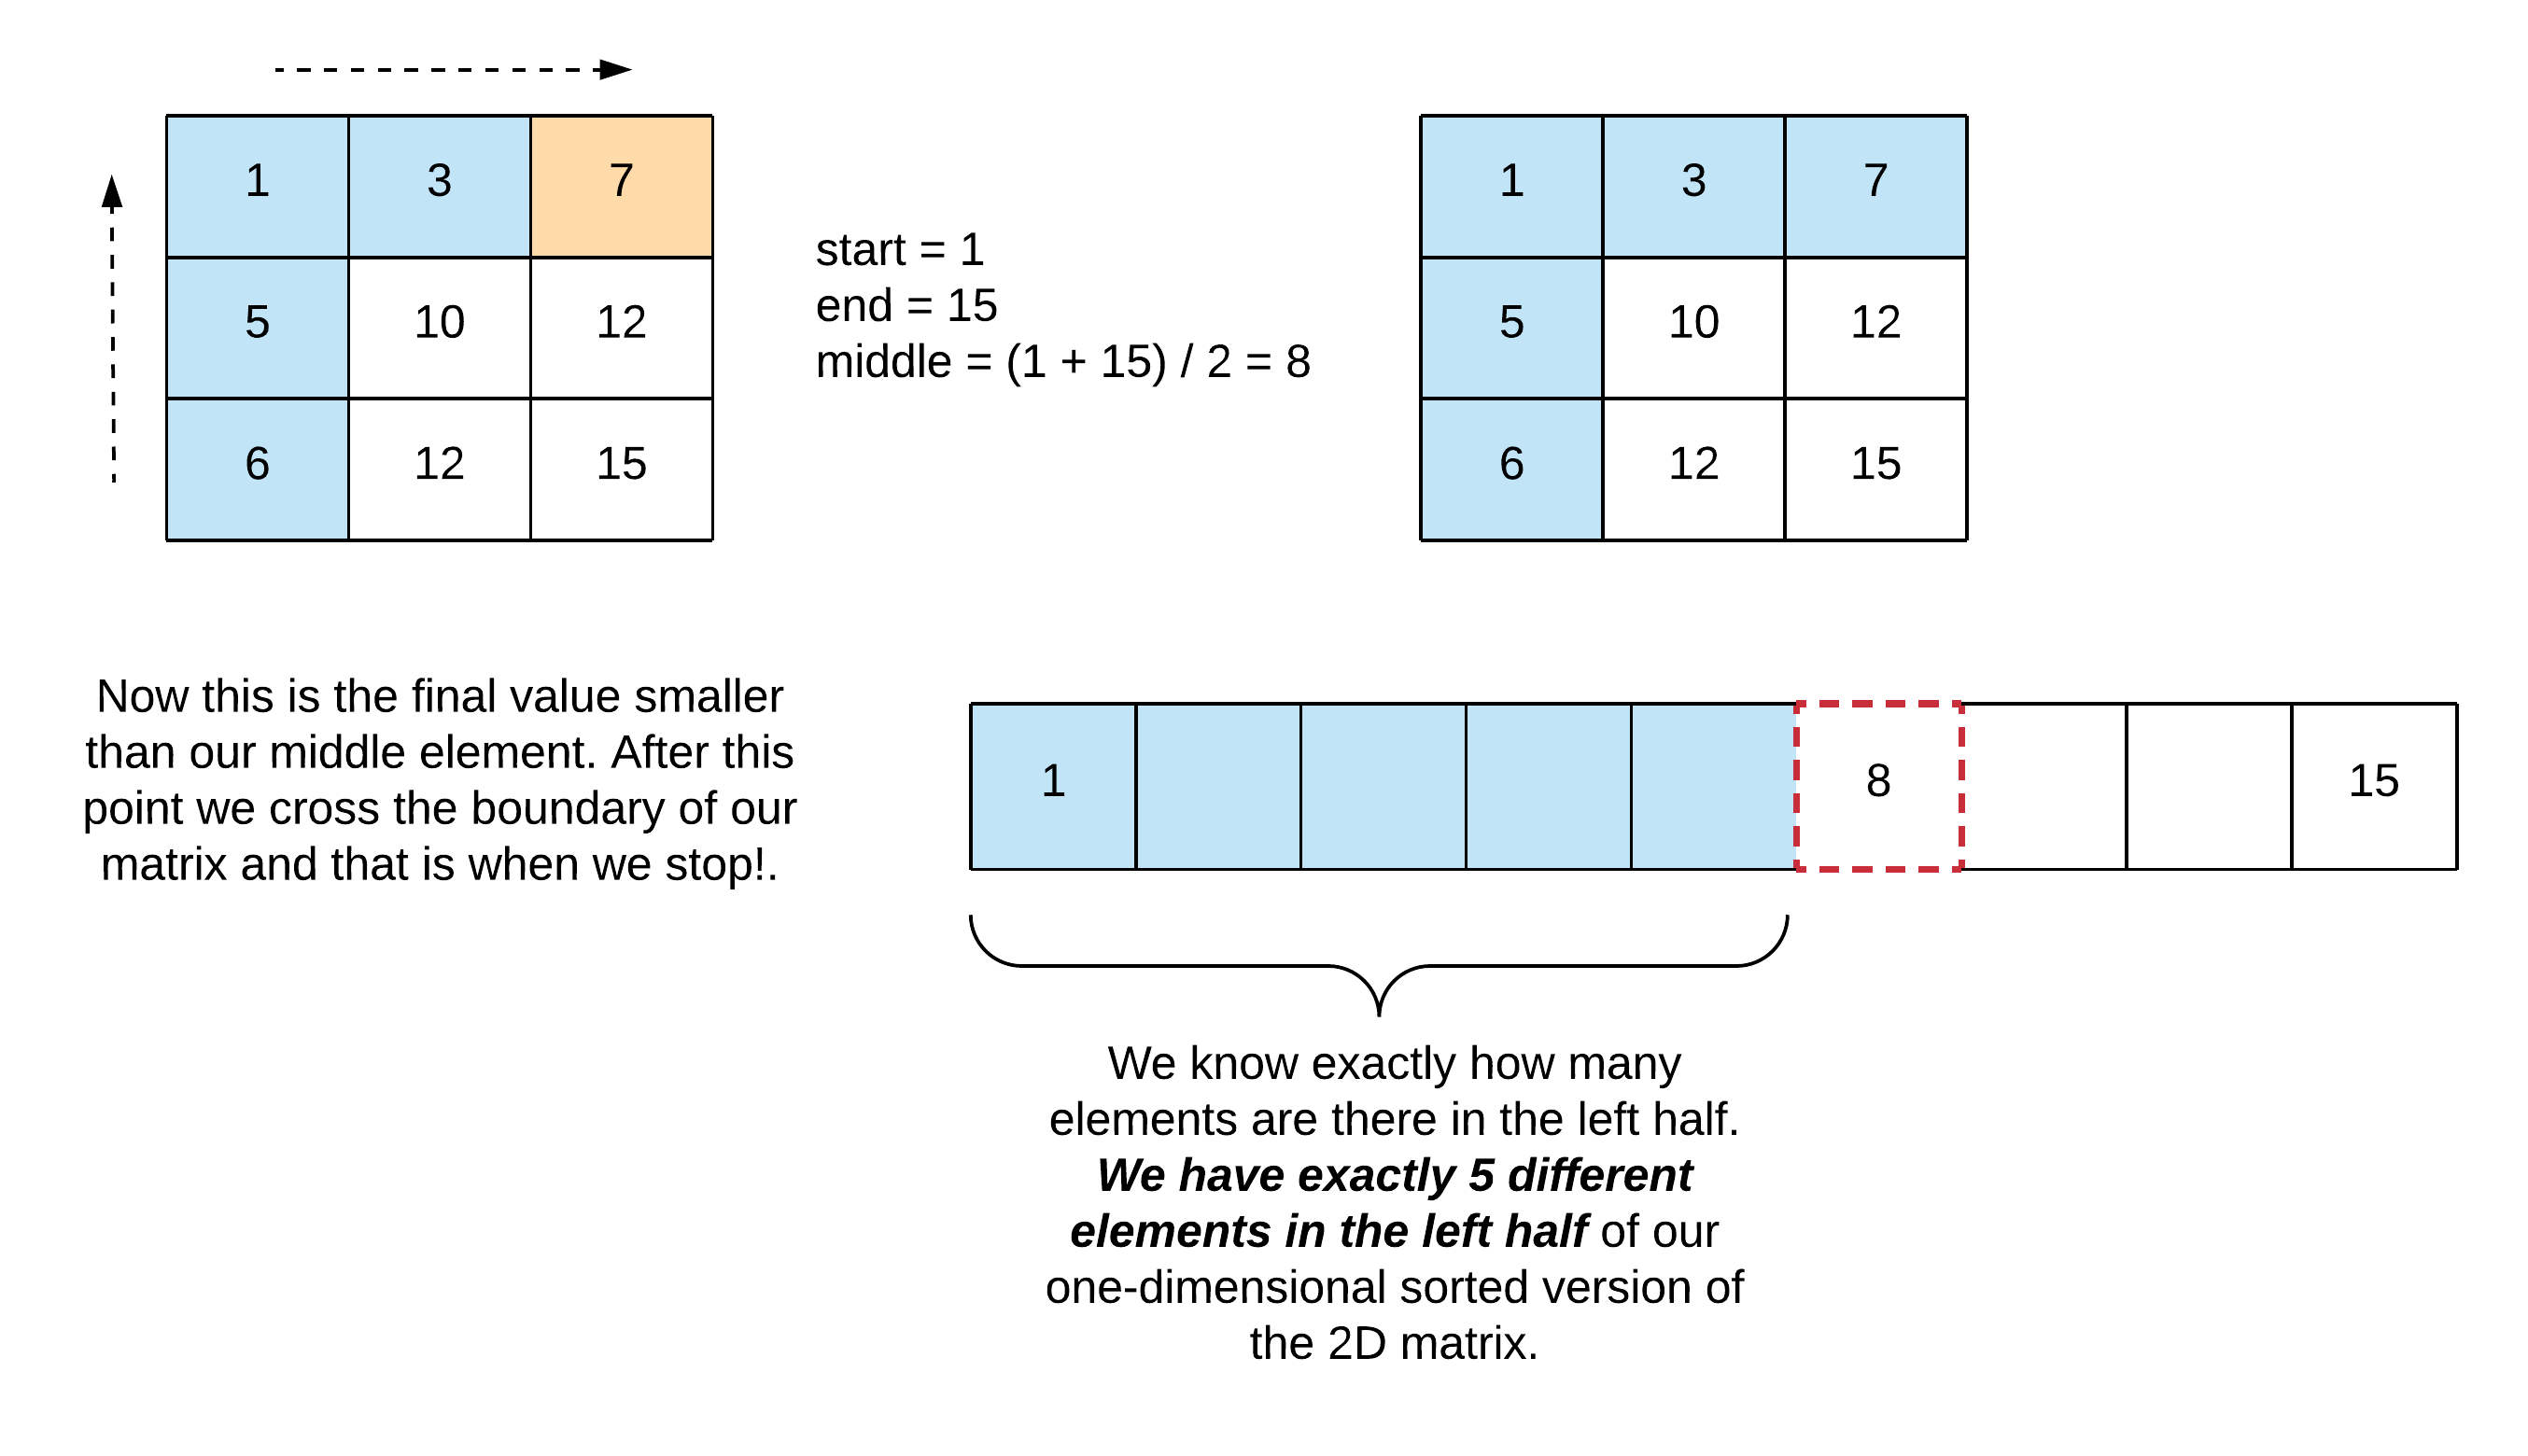 1 3 7
5 10 12
6 12 15
start = 1
end = 15
middle = (1 + 15) / 2 = 8
1 3 7
5 10 12
6 12 15
Now this is the final value smaller
than our middle element. After this
point we cross the boundary of our
matrix and that is when we stop!.
1 8 15
We know exactly how many
elements are there in the left half.
We have exactly 5 different
elements in the left half of our
one-dimensional sorted version of
the 2D matrix.